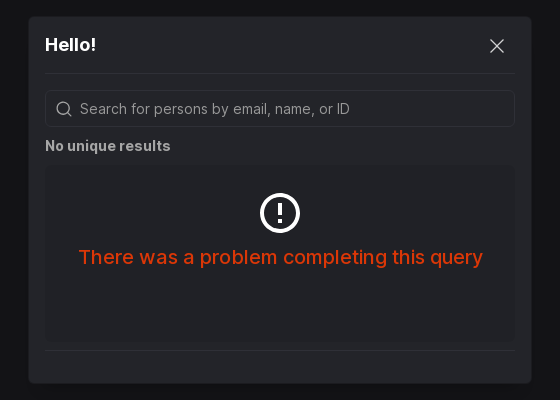 Hello!
Search for persons by email, name, or ID
No unique results
There was a problem completing this query